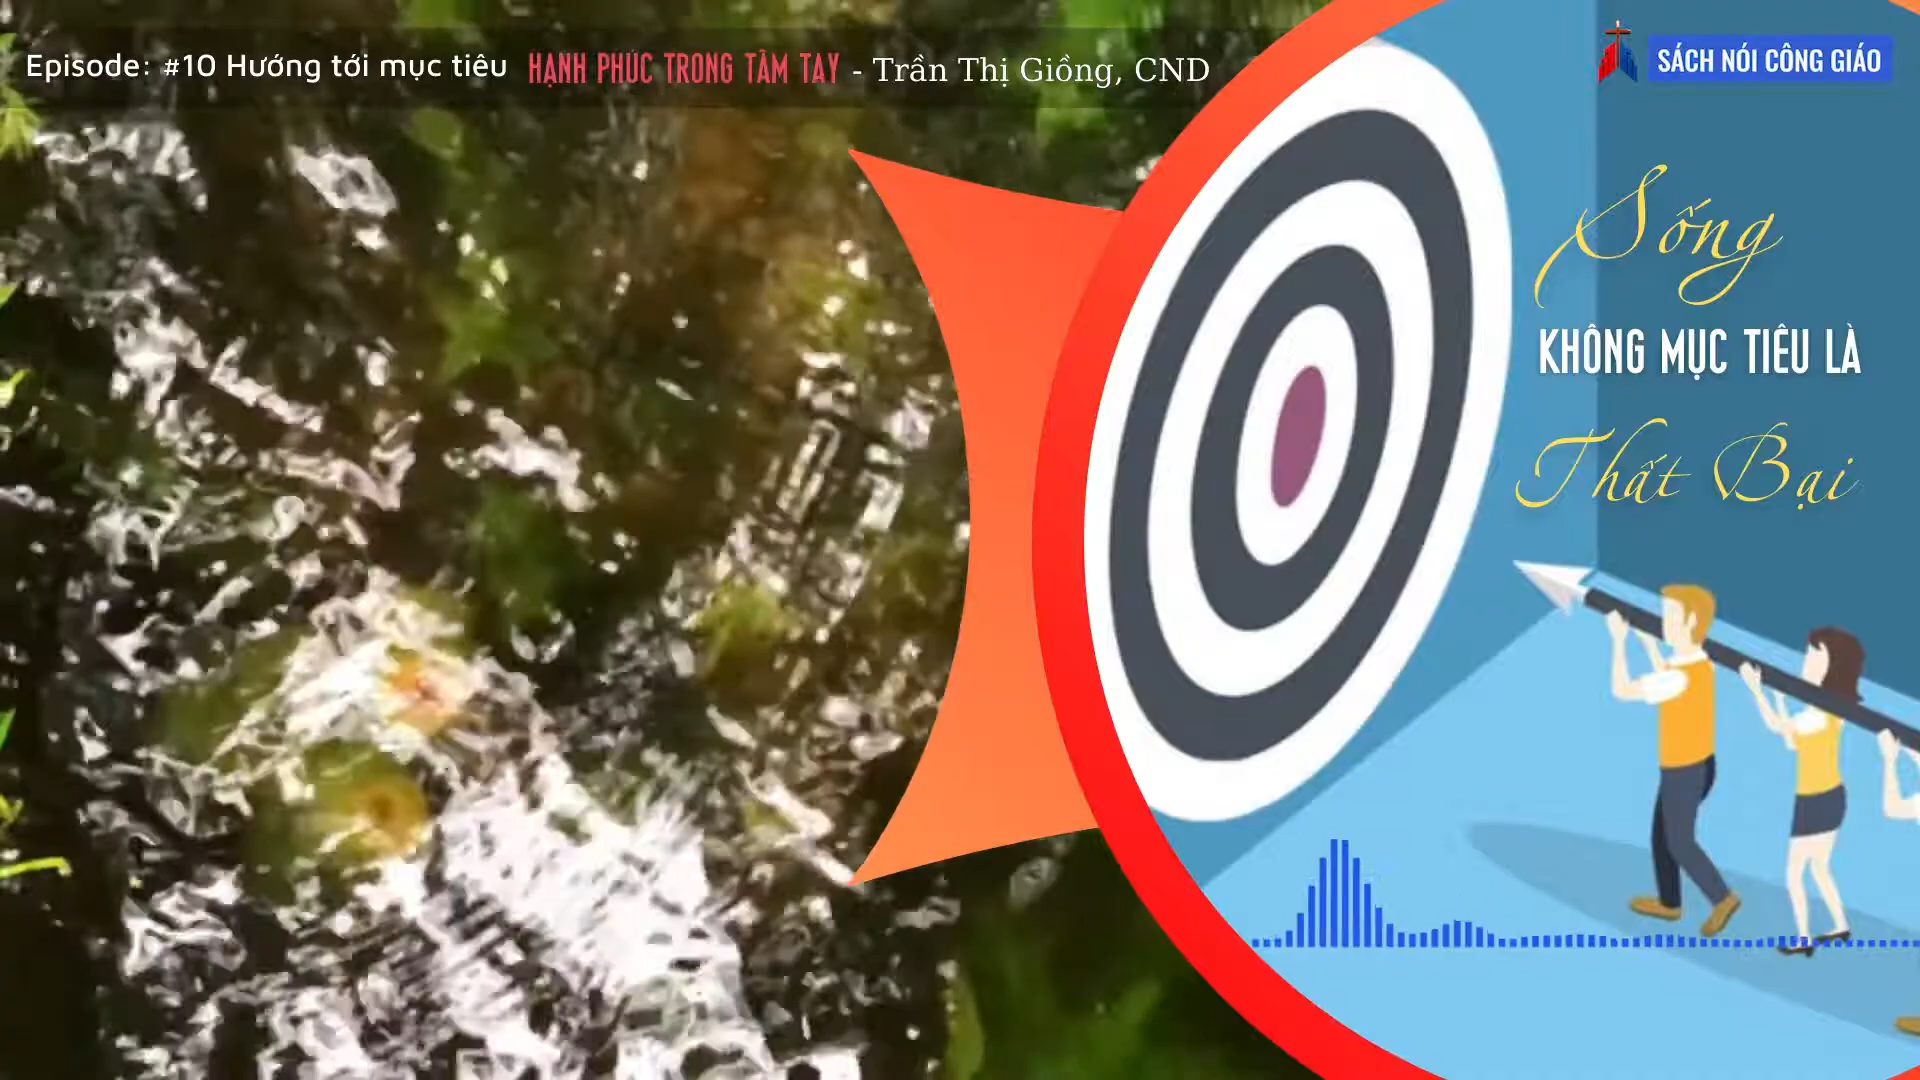 Episode: #10 Hướng tới mục tiêu HẠNH PHÚC TRONG TẦM TAY - Trần Thị Giồng, CND
SÁCH NÓI CÔNG GIÁO
Sống
KHÔNG MỤC TIÊU LÀ
Thất Bại